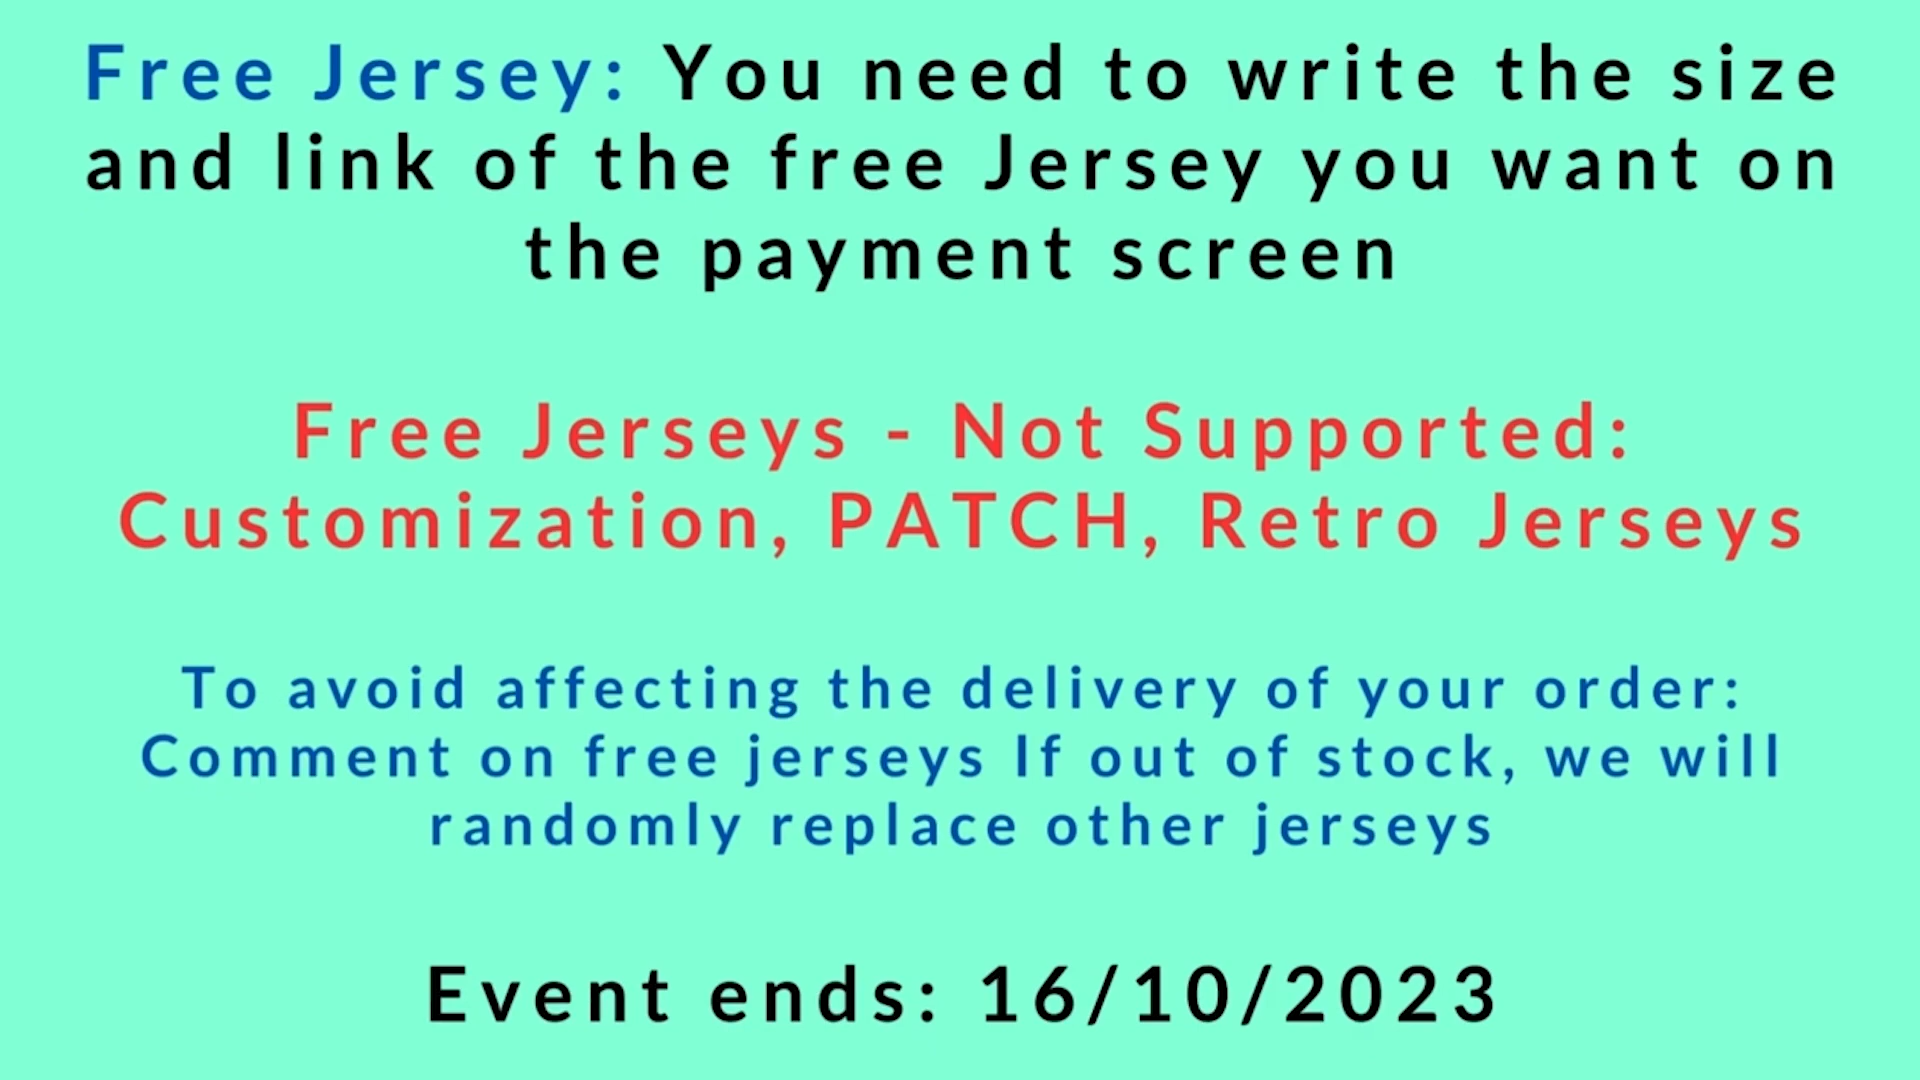 Free Jersey: You need to write the size
and link of the free Jersey you want on
the payment screen
Free Jerseys - Not Supported:
Customization, PATCH, Retro Jerseys
To avoid affecting the delivery of your order:
Comment on free jerseys If out of stock, we will
randomly replace other jerseys
Event ends: 16/10/2023